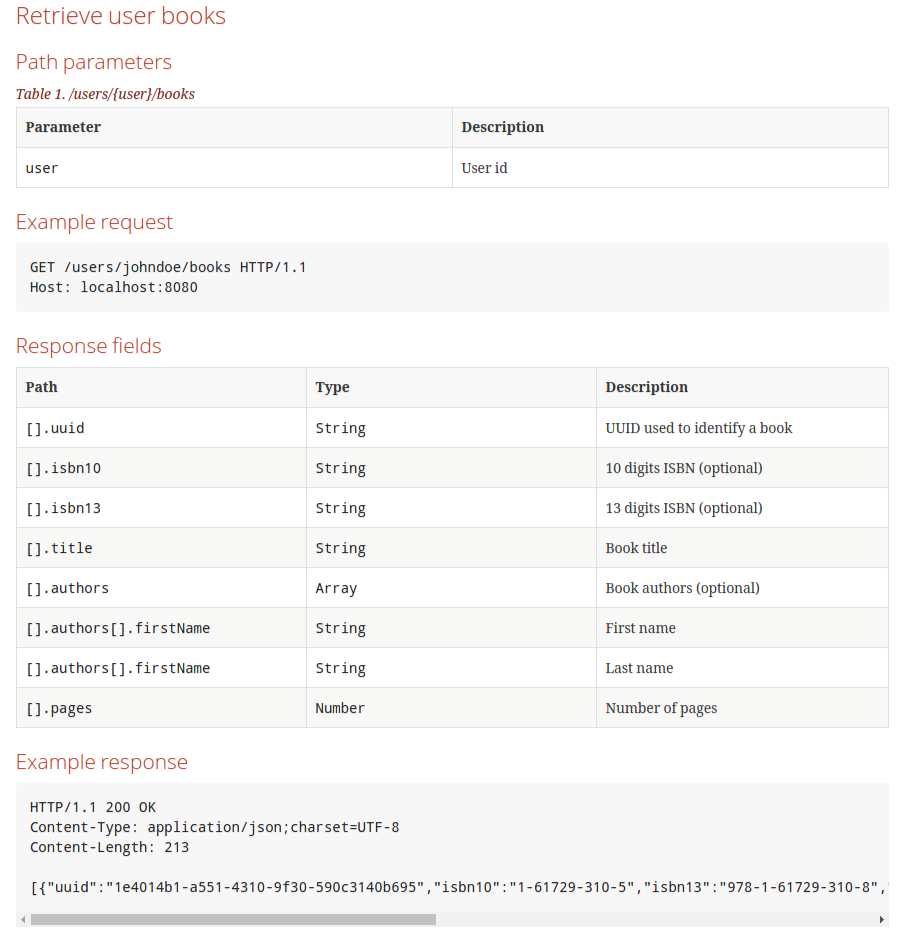 Retrieve user books
Path parameters
Table 1. /users/{user}/books
Parameter Description
user User id
Example request
GET /users/johndoe/books HTTP/1.1
Host: localhost:8080
Response fields
Path Type Description
[].uuid String UUID used to identify a book
[].isbn10 String 10 digits ISBN (optional)
[].isbn13 String 13 digits ISBN (optional)
[].title String Book title
[].authors Array Book authors (optional)
[].authors[].firstName String First name
[].authors[].firstName String Last name
[].pages Number Number of pages
Example response
HTTP/1.1 200 OK
Content-Type: application/json;charset=UTF-8
Content-Length: 213
[{"uuid":"1e4014b1-a551-4310-9f30-590c3140b695","isbn10":"1-61729-310-5","isbn13":"978-1-61729-310-8",